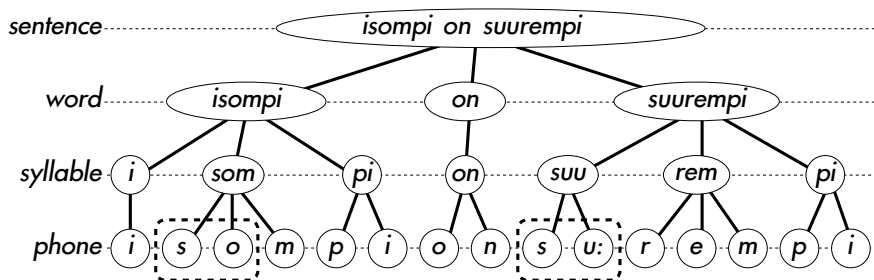 sentence isompi on suurempi
word isompi on suurempi
syllable i som pi on suu rem pi
phone i s o m p i o n s u: r e m p i